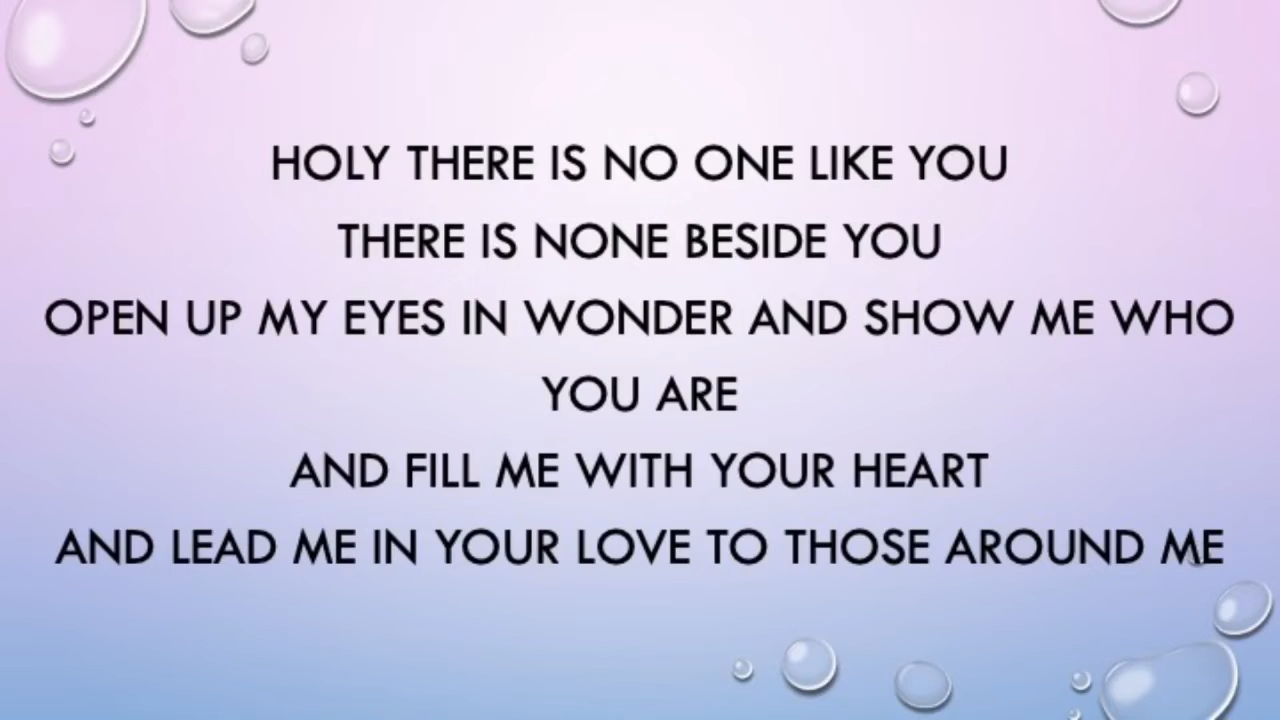 HOLY THERE IS NO ONE LIKE YOU
THERE IS NONE BESIDE YOU
OPEN UP MY EYES IN WONDER AND SHOW ME WHO
YOU ARE
AND FILL ME WITH YOUR HEART
AND LEAD ME IN YOUR LOVE TO THOSE AROUND ME